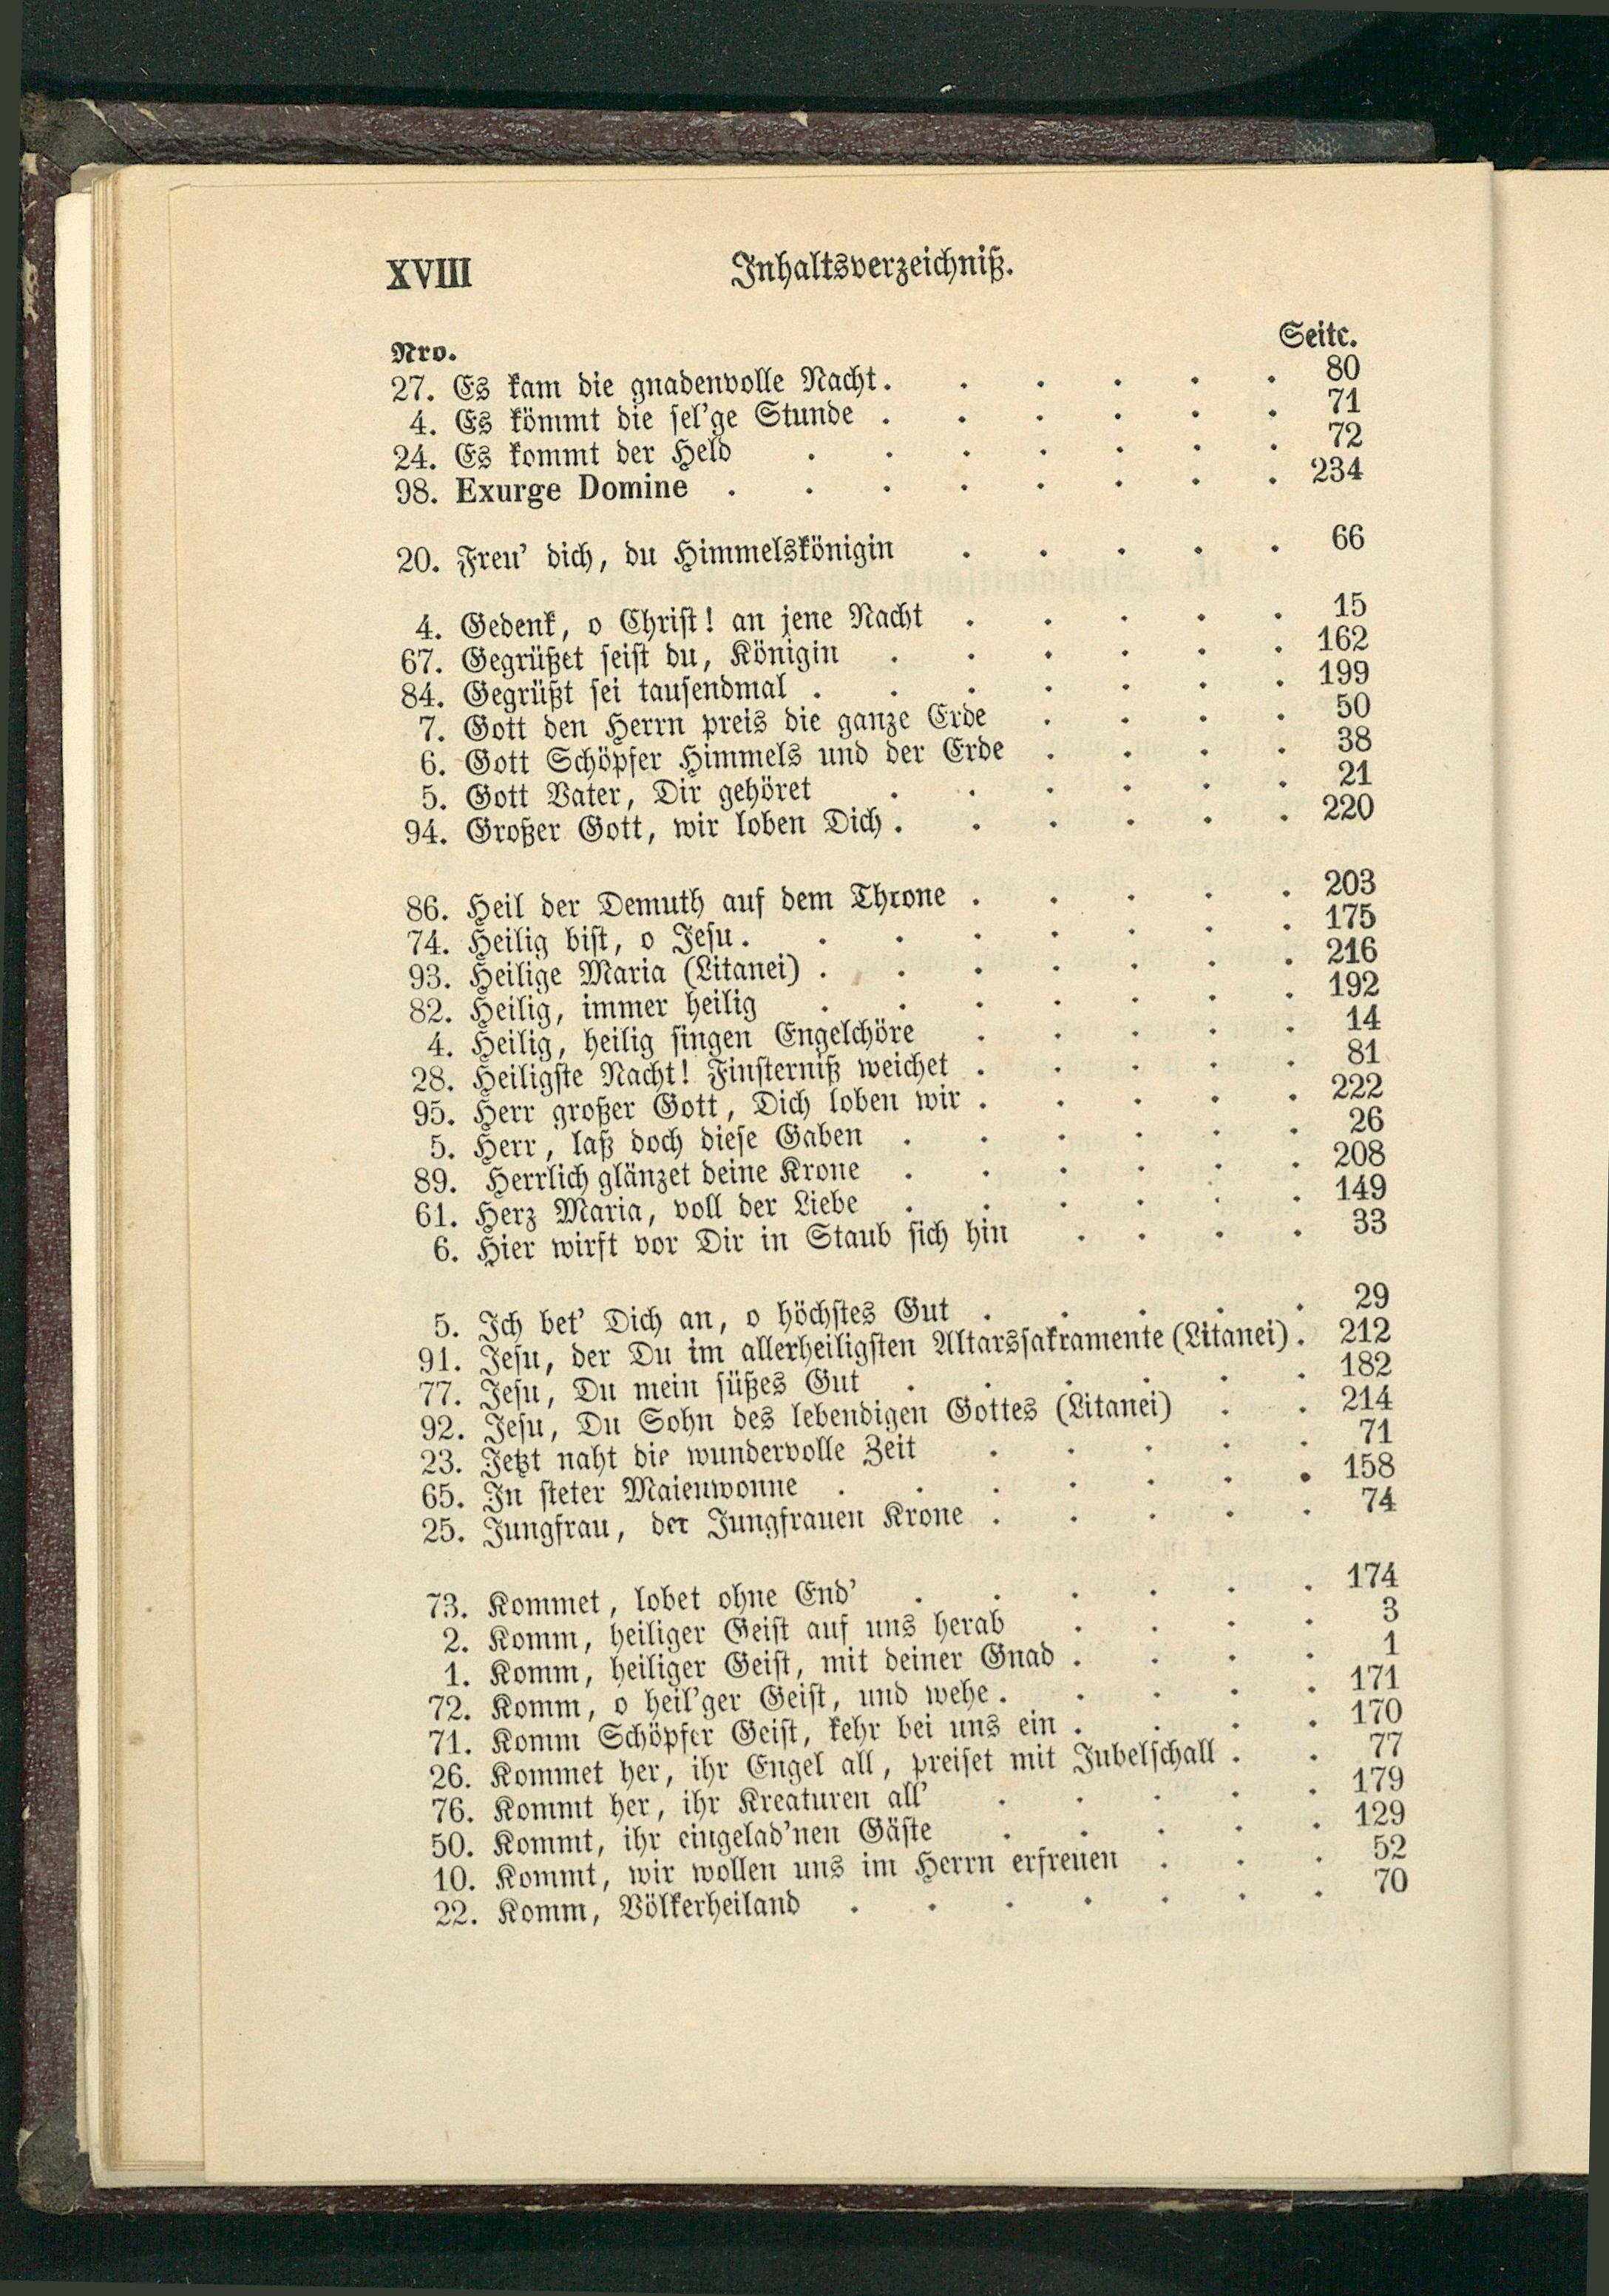 XVIII Inhaltsverzeichniß.
Nro. Seite.
27. Es kam die gnadenvolle Nacht. . . . . . 80
4. Es kömmt die sel'ge Stunde . . . . . . 71
24. Es kommt der Held . . . . . . . 72
98. Exurge Domine . . . . . . . . 234
20. Freu' dich, du Himmelskönigin . . . . . 66
4. Gedenk, o Christ! an jene Nacht . . . . . 15
67. Gegrüßet seist du, Königin . . . . . . 162
84. Gegrüßt sei tausendmal . . . . . . . 199
7. Gott den Herrn preis die ganze Erde . . . . 50
6. Gott Schöpfer Himmels und der Erde . . . . 38
5. Gott Vater, Dir gehöret . . . . . . 21
94. Großer Gott, wir loben Dich . . . . . . 220
86. Heil der Demuth auf dem Throne . . . . . 203
74. Heilig bist, o Jesu. . . . . . . . 175
93. Heilige Maria (Litanei) . . . . . . . 216
82. Heilig, immer heilig . . . . . . . 192
4. Heilig, heilig singen Engelchöre . . . . . 14
28. Heiligste Nacht! Finsterniß weichet . . . . . 81
95. Herr großer Gott, Dich loben wir . . . . . 222
5. Herr, laß doch diese Gaben . . . . . . 26
89. Herrlich glänzet deine Krone . . . . . . 208
61. Herz Maria, voll der Liebe . . . . . . 149
6. Hier wirft vor Dir in Staub sich hin . . . . 33
5. Ich bet' Dich an, o höchstes Gut . . . . . 29
91. Jesu, der Du im allerheiligsten Altarssakramente (Litanei) . 212
77. Jesu, Du mein süßes Gut . . . . . . 182
92. Jesu, Du Sohn des lebendigen Gottes (Litanei) . . 214
23. Jetzt naht die wundervolle Zeit . . . . . 71
65. In steter Maienwonne . . . . . . . 158
25. Jungfrau, der Jungfrauen Krone . . . . . 74
73. Kommet, lobet ohne End' . . . . . . 174
2. Komm, heiliger Geist auf uns herab . . . . 3
1. Komm, heiliger Geist, mit deiner Gnad . . . . 1
72. Komm, o heil'ger Geist, und wehe . . . . . 171
71. Komm Schöpfer Geist, kehr bei uns ein . . . . 170
26. Kommet her, ihr Engel all, preiset mit Jubelschall . . 77
76. Kommt her, ihr Kreaturen all' . . . . . 179
50. Kommt, ihr eingelad'nen Gäste . . . . . 129
10. Kommt, wir wollen uns im Herrn erfreuen . . . 52
22. Komm, Völkerheiland . . . . . . . 70